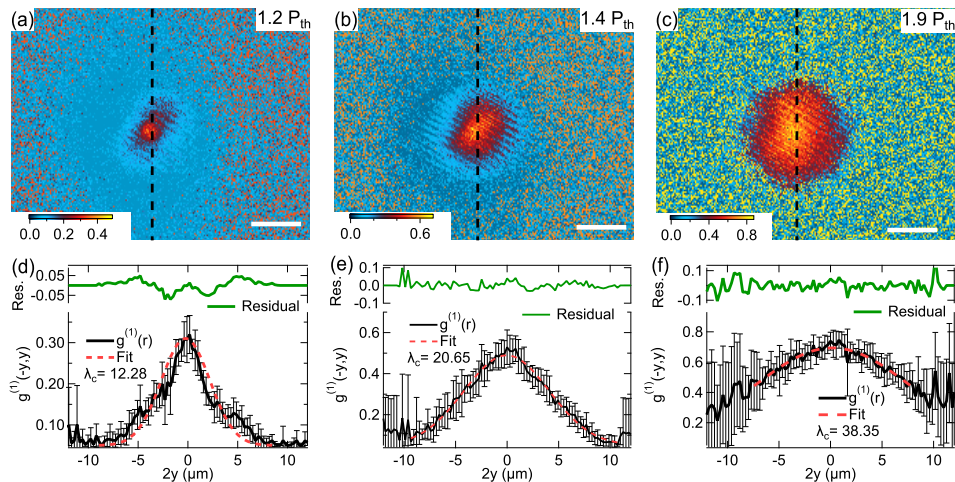 (a) 1.2 P_th
(b) 1.4 P_th
(c) 1.9 P_th
0.0 0.2 0.4
0.0 0.6
0.0 0.4 0.8
(d)
0.05
-0.05
Res.
Residual
g^(1)(r)
Fit
λ_c= 12.28
0.30
0.20
0.10
g^(1)(-y,y)
-10 -5 0 5 10
2y (µm)
(e)
0.1
0.0
-0.1
Res.
Residual
g^(1)(r)
Fit
λ_c= 20.65
0.6
0.4
0.2
g^(1)(-y,y)
-10 -5 0 5 10
2y (µm)
(f)
0.1
-0.1
Res.
Residual
g^(1)(r)
Fit
λ_c= 38.35
0.8
0.6
0.4
0.2
g^(1)(-y,y)
-10 -5 0 5 10
2y (µm)